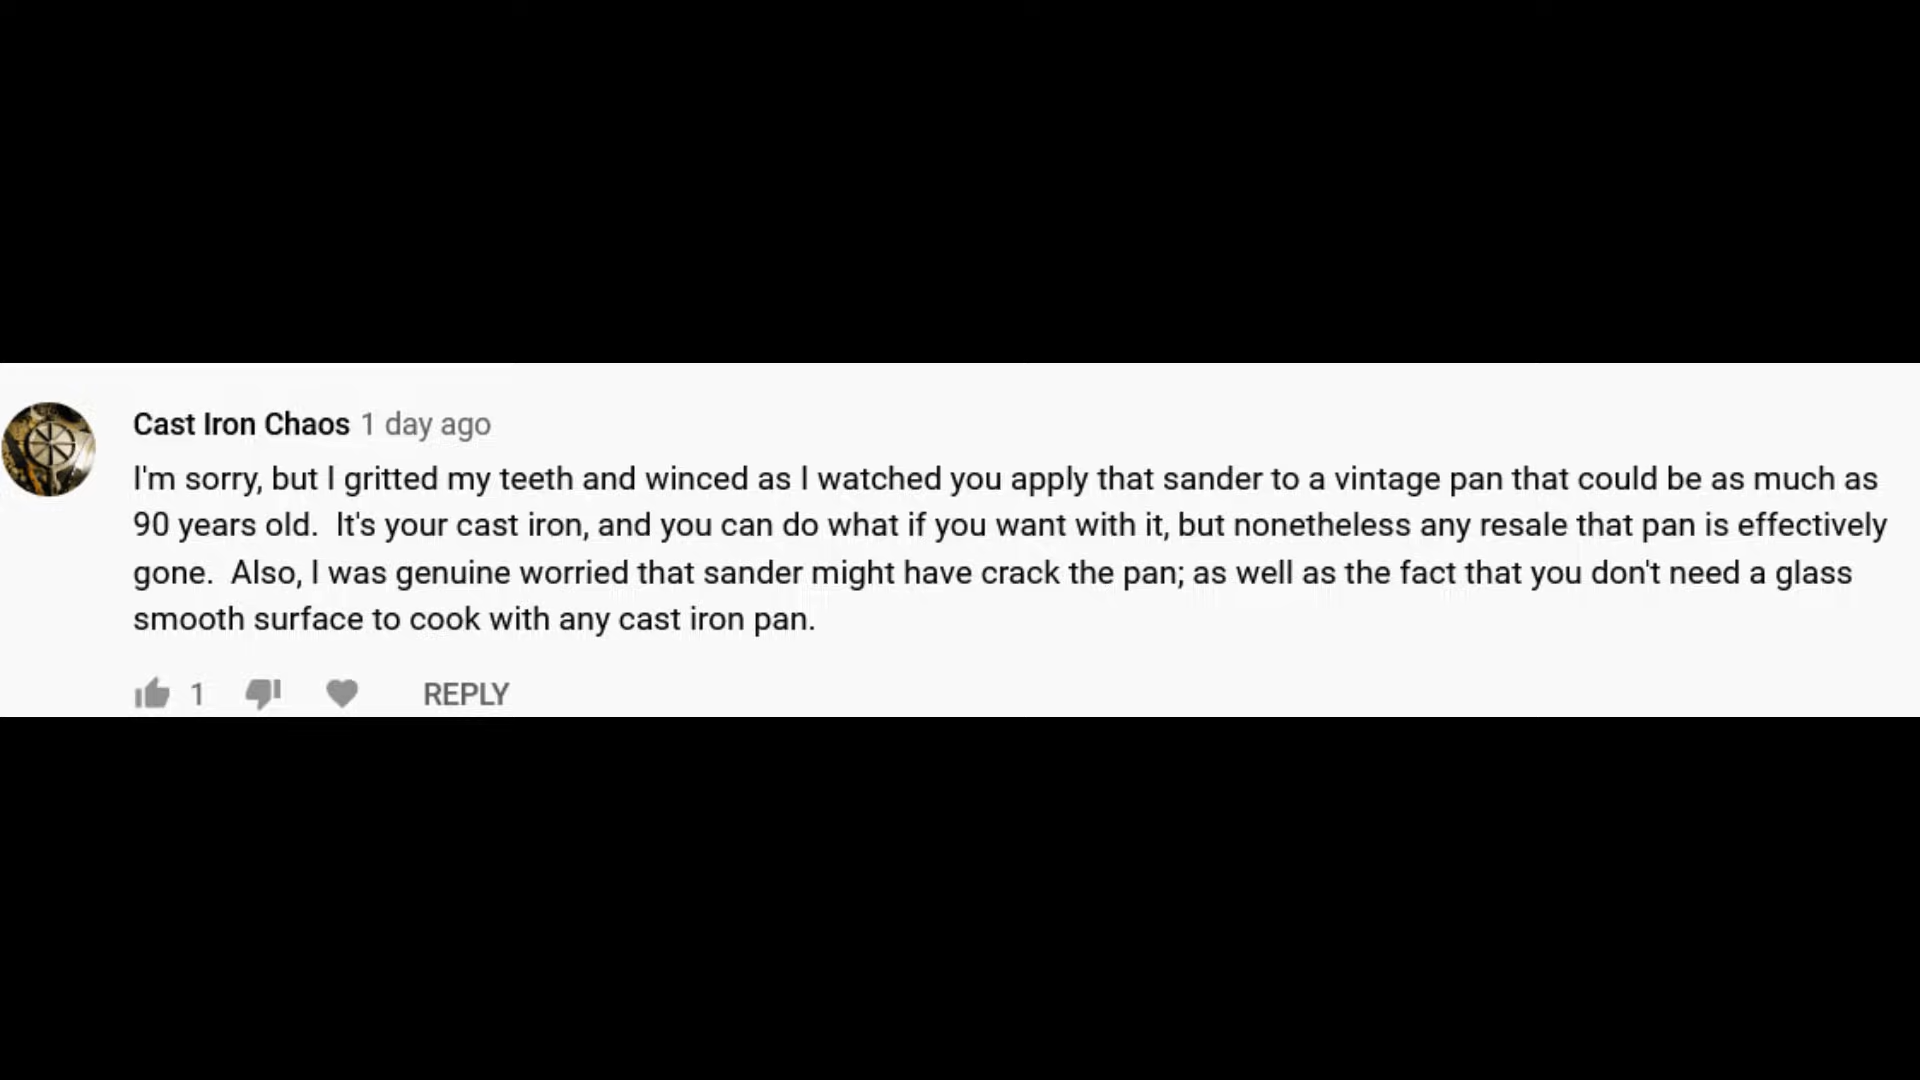 Cast Iron Chaos 1 day ago
I'm sorry, but I gritted my teeth and winced as I watched you apply that sander to a vintage pan that could be as much as
90 years old.  It's your cast iron, and you can do what if you want with it, but nonetheless any resale that pan is effectively
gone.  Also, I was genuine worried that sander might have crack the pan; as well as the fact that you don't need a glass
smooth surface to cook with any cast iron pan.
1 REPLY